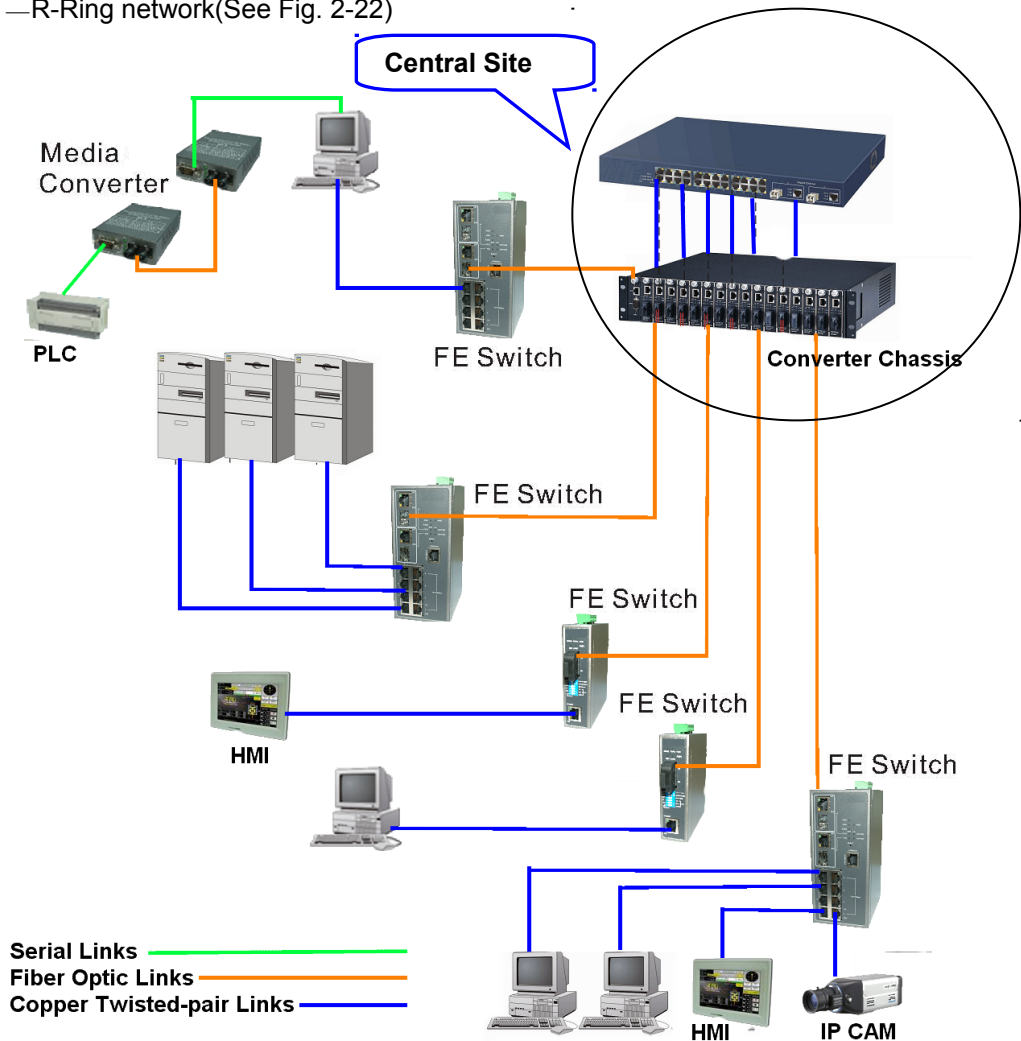 —R-Ring network(See Fig. 2-22)
Central Site
Media
Converter
PLC
FE Switch
Converter Chassis
FE Switch
FE Switch
HMI
FE Switch
FE Switch
Serial Links
Fiber Optic Links
Copper Twisted-pair Links
HMI
IP CAM